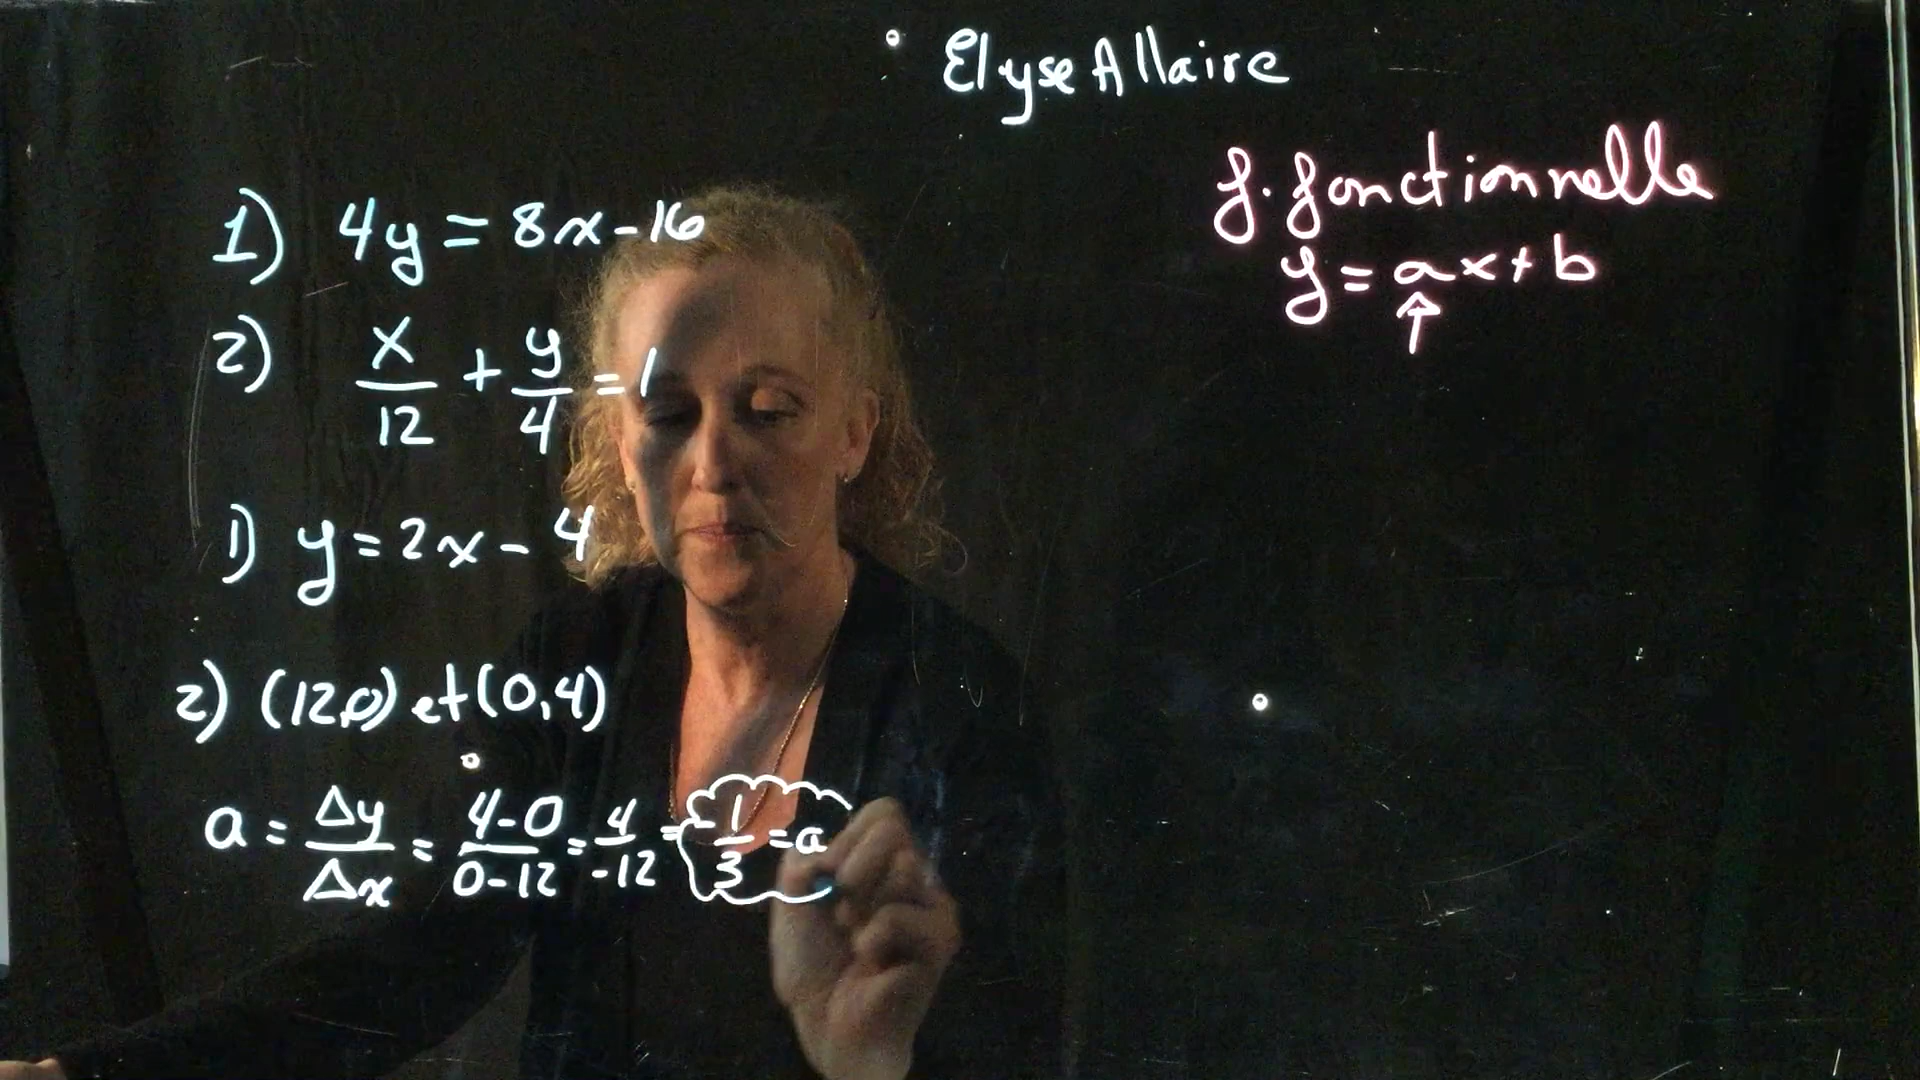 Elyse Allaire
f. fonctionnelle
y = ax + b
↑
1) 4y = 8x - 16
2) x/12 + y/4 = 1
1) y = 2x - 4
2) (12,0) et (0,4)
a = Δy/Δx = 4-0/0-12 = 4/-12 = -1/3 = a